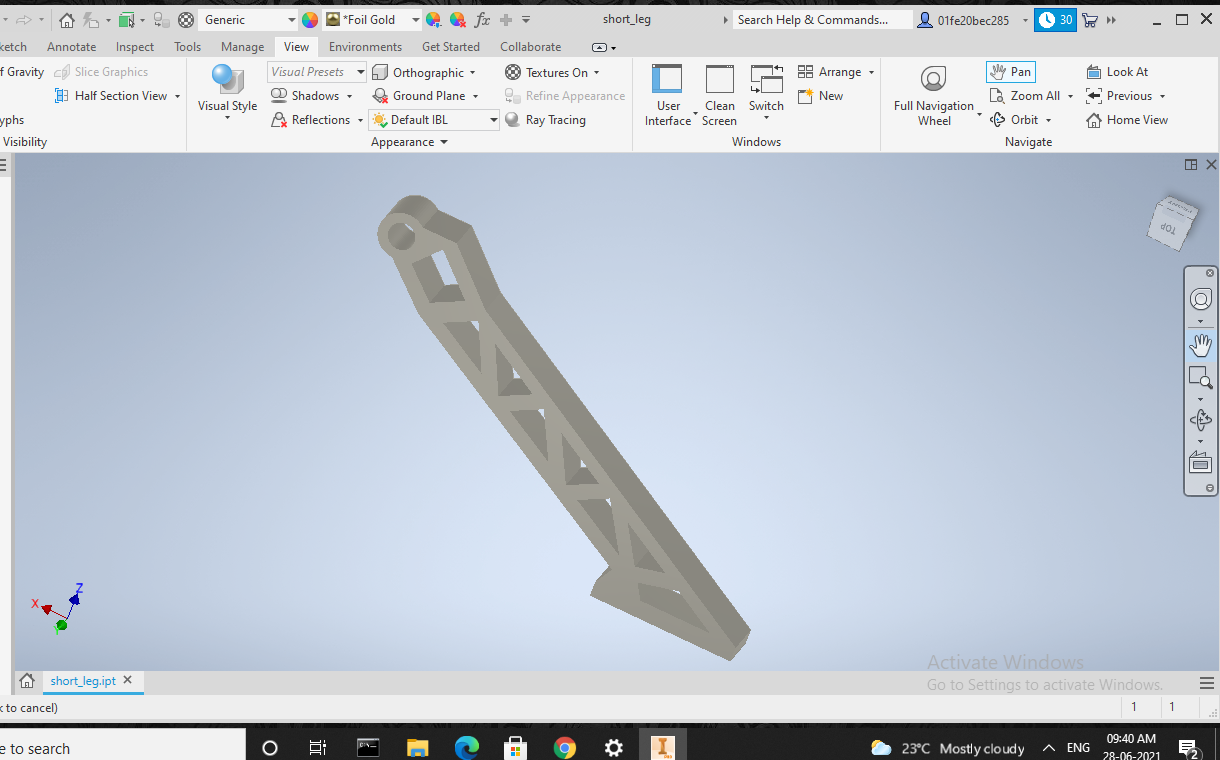 Generic
*Foil Gold
fx
short_leg
Search Help & Commands...
01fe20bec285
30
ketch Annotate Inspect Tools Manage View Environments Get Started Collaborate
f Gravity
Slice Graphics
Half Section View
yphs
Visibility
Visual Style
Visual Presets
Shadows
Reflections
Orthographic
Ground Plane
Default IBL
Textures On
Refine Appearance
Ray Tracing
Appearance
User
Interface
Clean
Screen
Switch
Arrange
New
Windows
Full Navigation
Wheel
Pan
Zoom All
Orbit
Look At
Previous
Home View
Navigate
TOP
X
Z
Y
Activate Windows
Go to Settings to activate Windows.
short_leg.ipt
k to cancel)
1 1
e to search
23°C Mostly cloudy
ENG
09:40 AM
28-06-2021
2